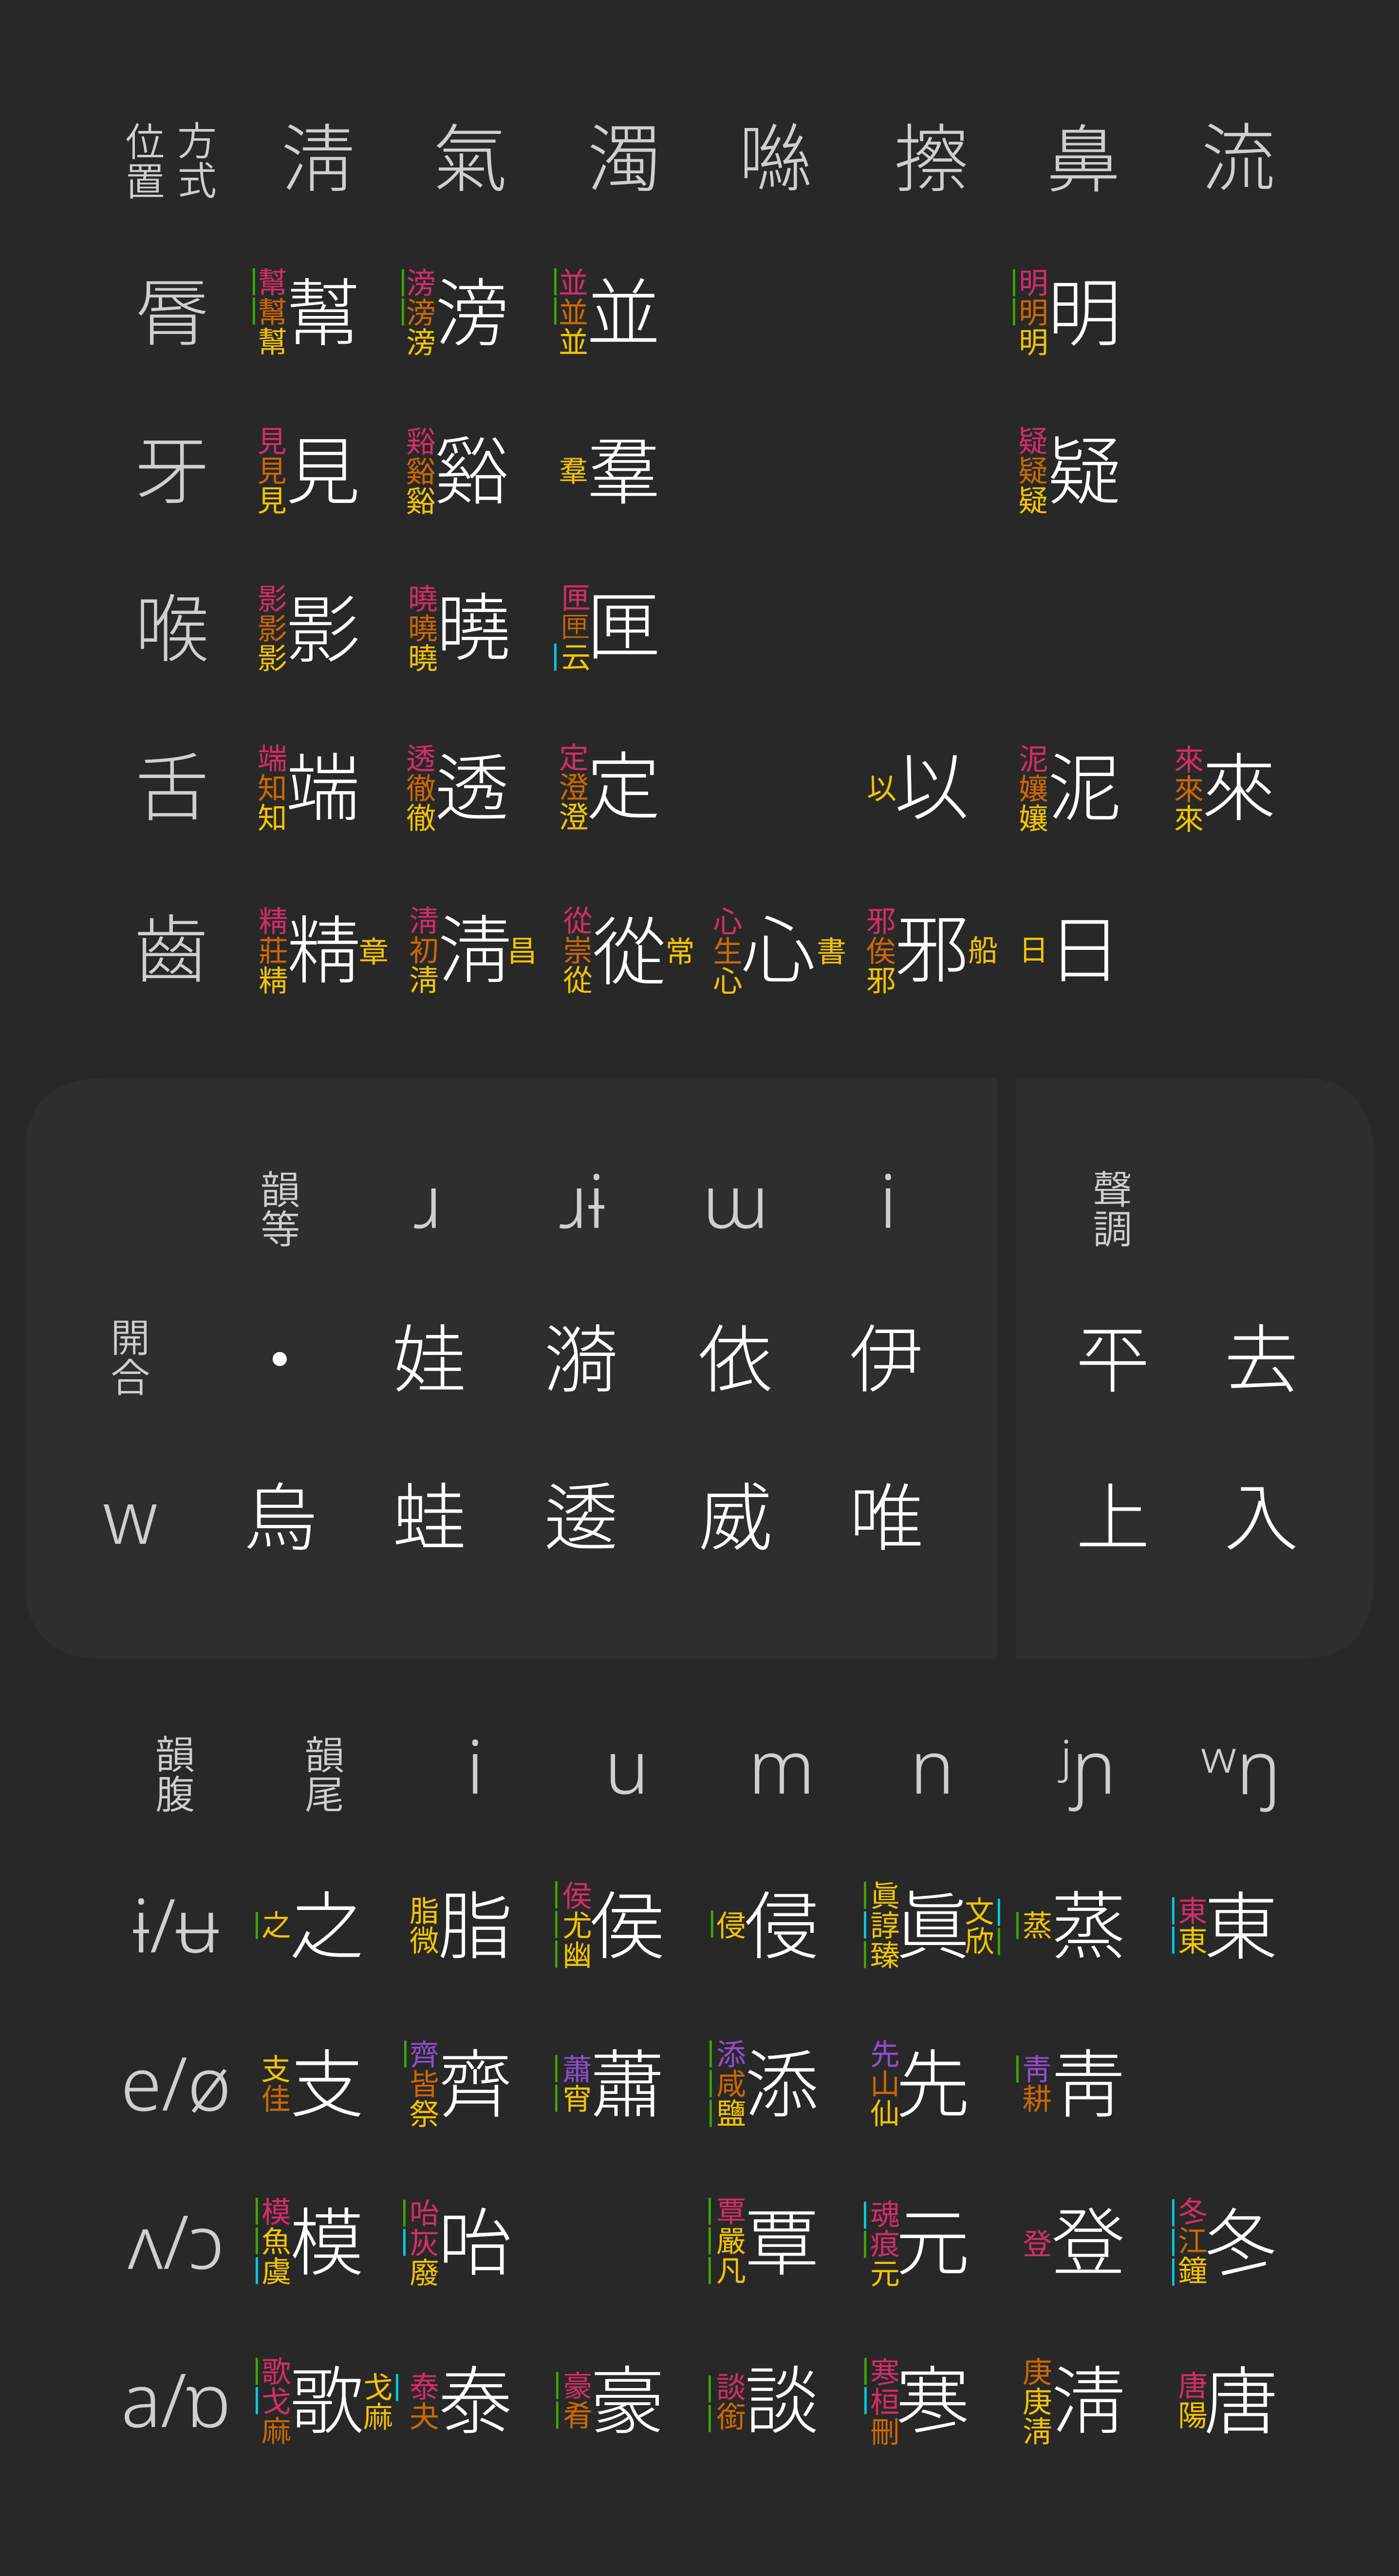 位置 方式 淸 氣 濁 噝 擦 鼻 流
脣 幫幫幫 幫 滂滂滂 滂 並並並 並 明明明 明
牙 見見見 見 谿谿谿 谿 羣 羣 疑疑疑 疑
喉 影影影 影 曉曉曉 曉 匣匣云 匣
舌 端知知 端 透徹徹 透 定澄澄 定 以 以 泥孃孃 泥 來來來 來
齒 精莊精 精 章 淸初淸 淸 昌 從崇從 從 常 心生心 心 書 邪俟邪 邪 船 日 日
韻等 ɹ ɹɨ ɯ i 聲調
開合 • 娃 漪 依 伊 平 去
w 烏 蛙 逶 威 唯 上 入
韻腹 韻尾 i u m n ʲɲ ʷŋ
ɨ/ʉ 之 之 脂微 脂 侯尤幽 侯 侵 侵 眞諄臻 眞 文欣 蒸 蒸 東東 東
e/ø 支佳 支 齊皆祭 齊 蕭宵 蕭 添咸鹽 添 先山仙 先 靑耕 靑
ʌ/ɔ 模魚虞 模 咍灰廢 咍 覃嚴凡 覃 魂痕元 元 登 登 冬江鐘 冬
a/ɒ 歌戈麻 歌 戈麻 泰夬 泰 豪肴 豪 談銜 談 寒桓刪 寒 庚庚淸 淸 唐陽 唐